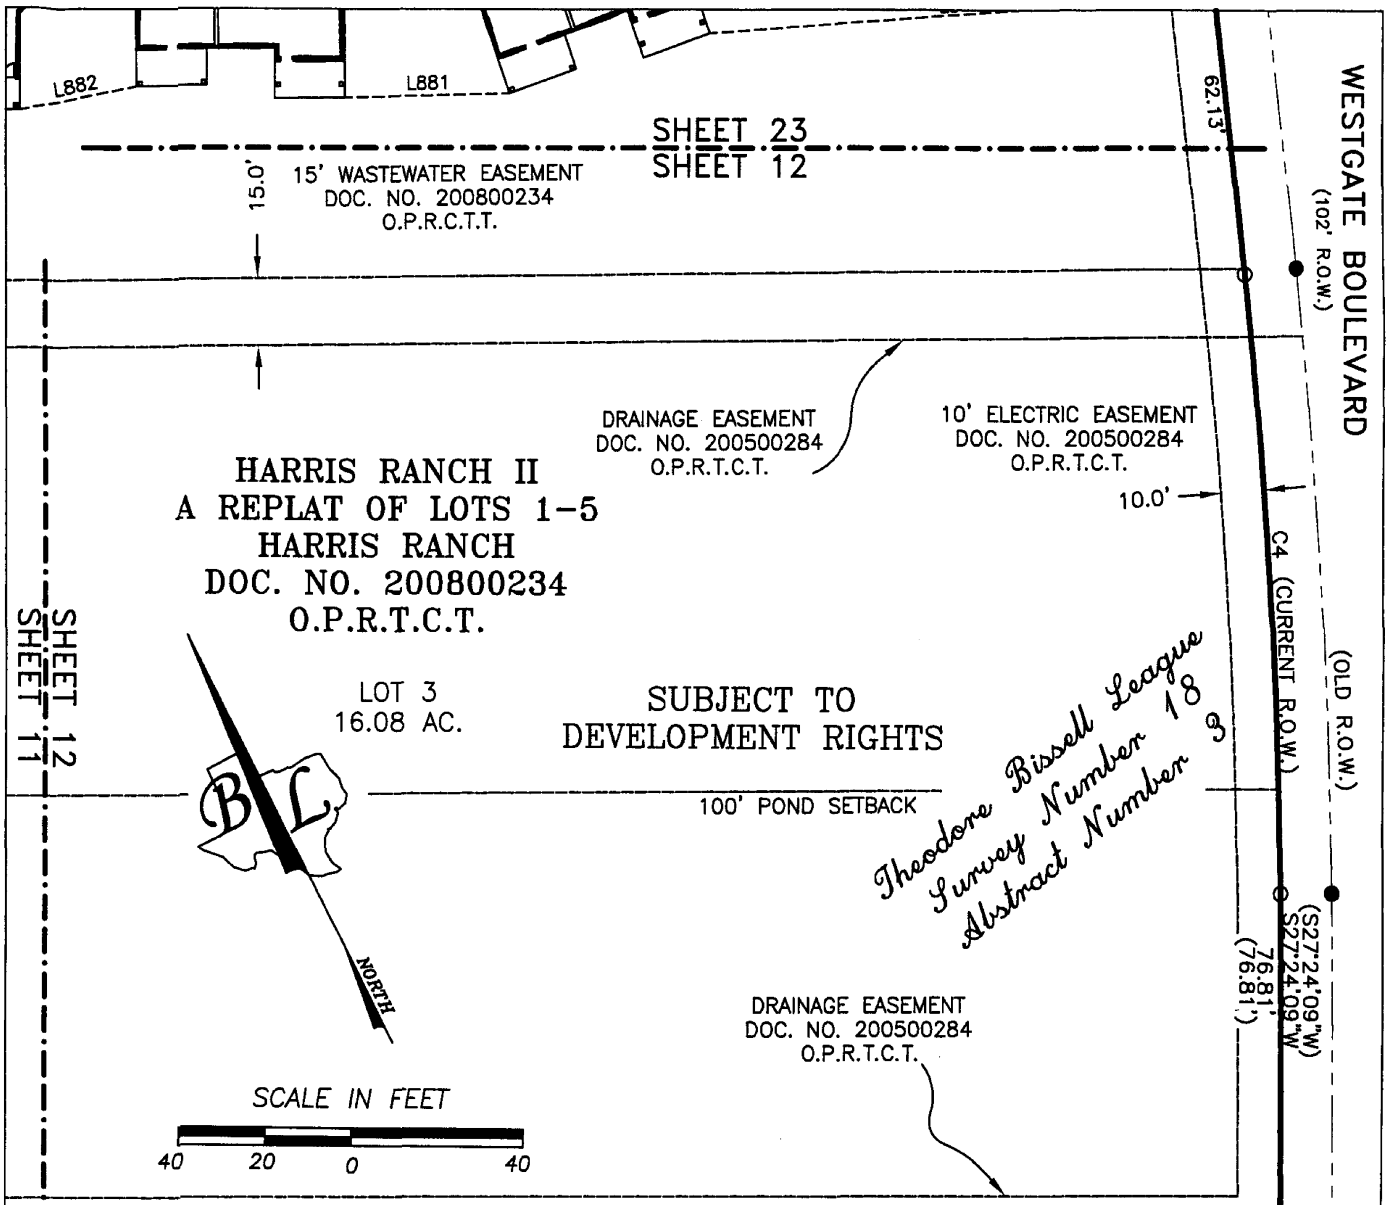 L882
L881
SHEET 23
SHEET 12
62.13'
WESTGATE BOULEVARD
(102' R.O.W.)
15.0'
15' WASTEWATER EASEMENT
DOC. NO. 200800234
O.P.R.C.T.T.
DRAINAGE EASEMENT
DOC. NO. 200500284
O.P.R.T.C.T.
10' ELECTRIC EASEMENT
DOC. NO. 200500284
O.P.R.T.C.T.
10.0'
HARRIS RANCH II
A REPLAT OF LOTS 1-5
HARRIS RANCH
DOC. NO. 200800234
O.P.R.T.C.T.
C4 (CURRENT R.O.W.)
(OLD R.O.W.)
SHEET 12
SHEET 11
LOT 3
16.08 AC.
SUBJECT TO
DEVELOPMENT RIGHTS
Theodore Bissell League
Survey Number 18
Abstract Number 3
100' POND SETBACK
B L
NORTH
(S27°24'09"W)
S27°24'09"W
76.81'
(76.81')
DRAINAGE EASEMENT
DOC. NO. 200500284
O.P.R.T.C.T.
SCALE IN FEET
40 20 0 40